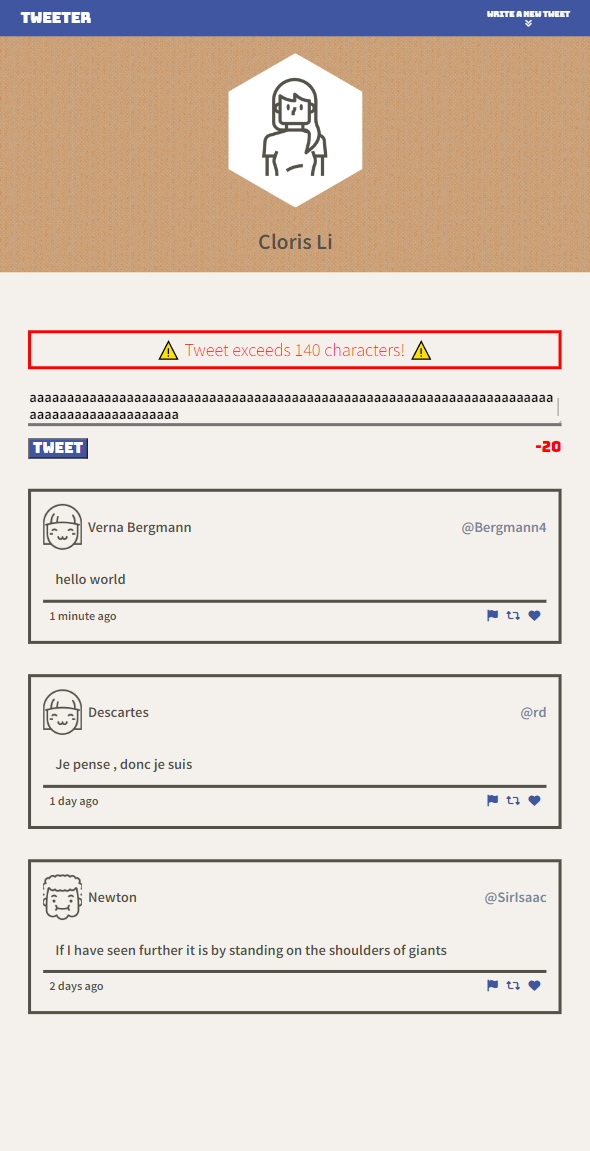 TWEETER
WRITE A NEW TWEET
Cloris Li
Tweet exceeds 140 characters!
aaaaaaaaaaaaaaaaaaaaaaaaaaaaaaaaaaaaaaaaaaaaaaaaaaaaaaaaaaaaaaaaaaaaaa
aaaaaaaaaaaaaaaaaaaa
TWEET
-20
Verna Bergmann
@Bergmann4
hello world
1 minute ago
Descartes
@rd
Je pense , donc je suis
1 day ago
Newton
@SirIsaac
If I have seen further it is by standing on the shoulders of giants
2 days ago